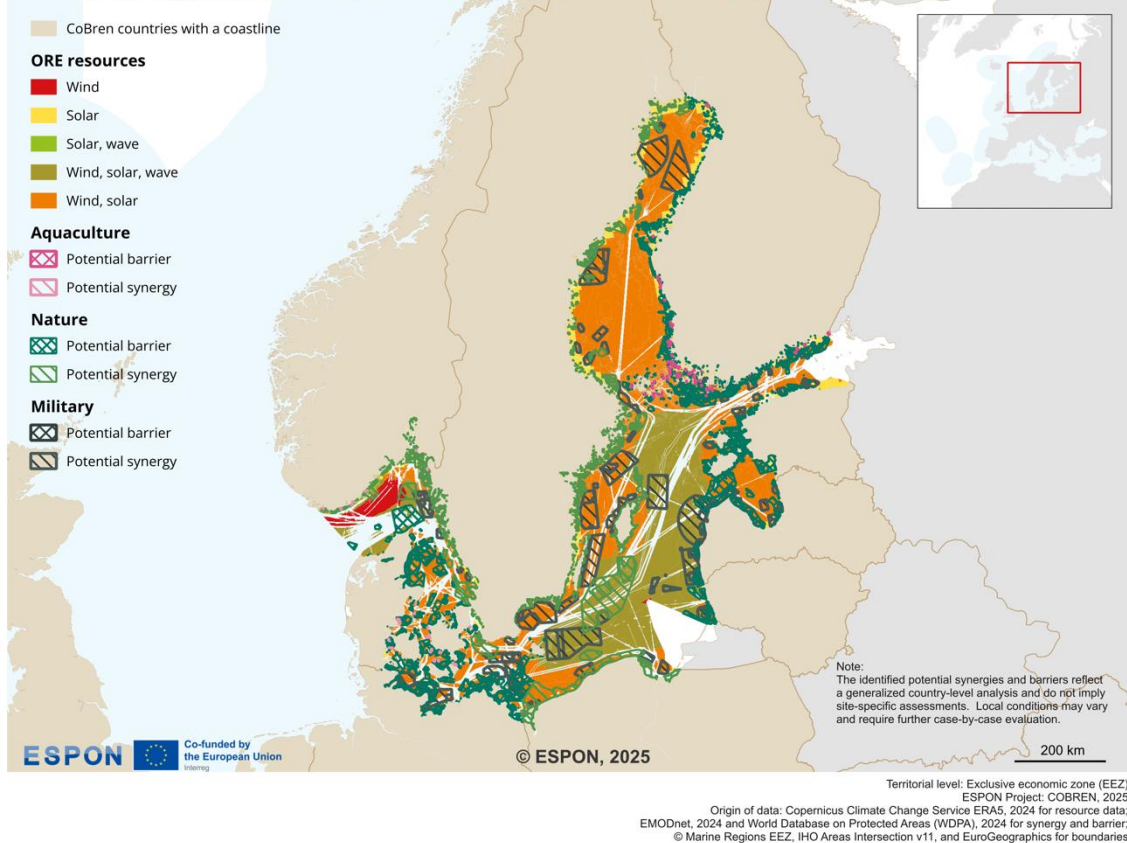 CoBren countries with a coastline
ORE resources
Wind
Solar
Solar, wave
Wind, solar, wave
Wind, solar
Aquaculture
Potential barrier
Potential synergy
Nature
Potential barrier
Potential synergy
Military
Potential barrier
Potential synergy
Note:
The identified potential synergies and barriers reflect
a generalized country-level analysis and do not imply
site-specific assessments. Local conditions may vary
and require further case-by-case evaluation.
200 km
ESPON
Co-funded by
the European Union
Interreg
© ESPON, 2025
Territorial level: Exclusive economic zone (EEZ)
ESPON Project: COBREN, 2025
Origin of data: Copernicus Climate Change Service ERA5, 2024 for resource data;
EMODnet, 2024 and World Database on Protected Areas (WDPA), 2024 for synergy and barrier;
© Marine Regions EEZ, IHO Areas Intersection v11, and EuroGeographics for boundaries